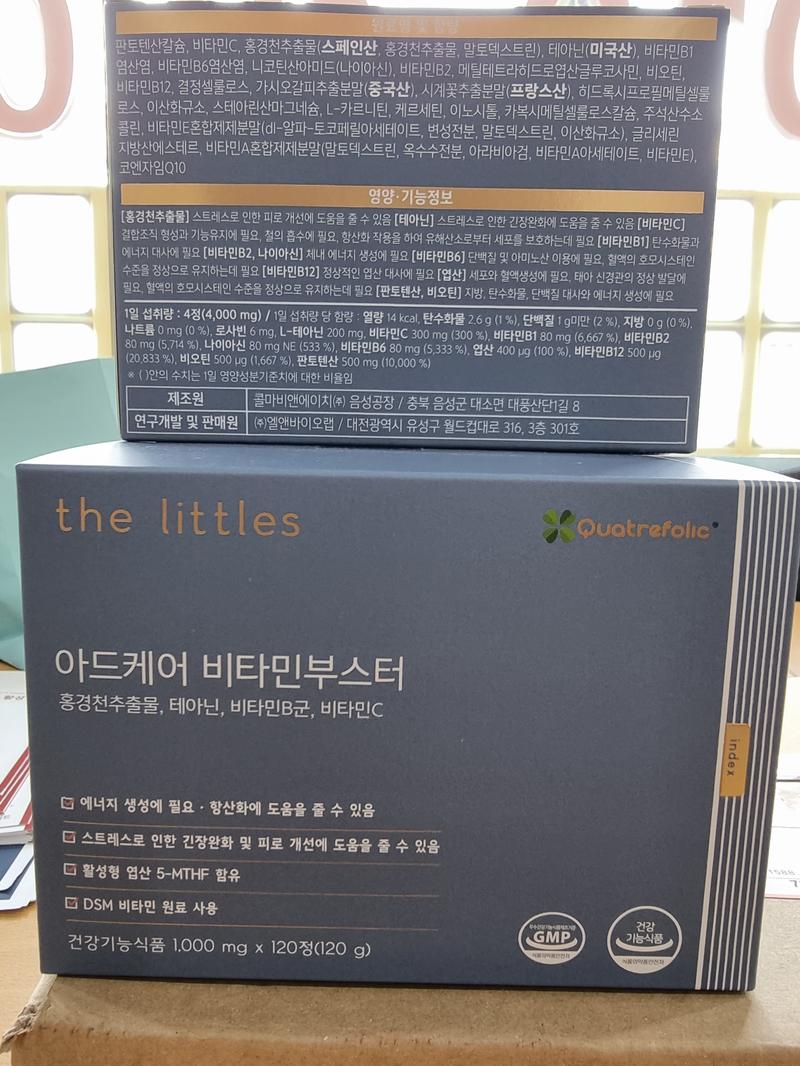 원료명 및 함량
판토텐산칼슘, 비타민C, 홍경천추출물(스페인산, 홍경천추출물, 말토덱스트린), 테아닌(미국산), 비타민B1
염산염, 비타민B6염산염, 니코틴산아미드(나이아신), 비타민B2, 메틸테트라히드로엽산글루코사민, 비오틴,
비타민B12, 결정셀룰로스, 가시오갈피추출분말(중국산), 시계꽃추출분말(프랑스산), 히드록시프로필메틸셀룰
로스, 이산화규소, 스테아린산마그네슘, L-카르니틴, 케르세틴, 이노시톨, 카복시메틸셀룰로스칼슘, 주석산수소
콜린, 비타민E혼합제제분말(dl-알파-토코페릴아세테이트, 변성전분, 말토덱스트린, 이산화규소), 글리세린
지방산에스테르, 비타민A혼합제제분말(말토덱스트린, 옥수수전분, 아라비아검, 비타민A아세테이트, 비타민E),
코엔자임Q10
영양·기능정보
[홍경천추출물] 스트레스로 인한 피로 개선에 도움을 줄 수 있음 [테아닌] 스트레스로 인한 긴장완화에 도움을 줄 수 있음 [비타민C]
결합조직 형성과 기능유지에 필요, 철의 흡수에 필요, 항산화 작용을 하여 유해산소로부터 세포를 보호하는데 필요 [비타민B1] 탄수화물과
에너지 대사에 필요 [비타민B2, 나이아신] 체내 에너지 생성에 필요 [비타민B6] 단백질 및 아미노산 이용에 필요, 혈액의 호모시스테인
수준을 정상으로 유지하는데 필요 [비타민B12] 정상적인 엽산 대사에 필요 [엽산] 세포와 혈액생성에 필요, 태아 신경관의 정상 발달에
필요, 혈액의 호모시스테인 수준을 정상으로 유지하는데 필요 [판토텐산, 비오틴] 지방, 탄수화물, 단백질 대사와 에너지 생성에 필요
1일 섭취량 : 4정(4,000 mg) / 1일 섭취량 당 함량 : 열량 14 kcal, 탄수화물 2.6 g (1 %), 단백질 1 g미만 (2 %), 지방 0 g (0 %),
나트륨 0 mg (0 %), 로사빈 6 mg, L-테아닌 200 mg, 비타민C 300 mg (300 %), 비타민B1 80 mg (6,667 %), 비타민B2
80 mg (5,714 %), 나이아신 80 mg NE (533 %), 비타민B6 80 mg (5,333 %), 엽산 400 μg (100 %), 비타민B12 500 μg
(20,833 %), 비오틴 500 μg (1,667 %), 판토텐산 500 mg (10,000 %)
※ ( )안의 수치는 1일 영양성분기준치에 대한 비율임
제조원 콜마비앤에이치㈜ 음성공장 / 충북 음성군 대소면 대풍산단1길 8
연구개발 및 판매원 ㈜엘앤바이오랩 / 대전광역시 유성구 월드컵대로 316, 3층 301호
the littles
Quatrefolic®
아드케어 비타민부스터
홍경천추출물, 테아닌, 비타민B군, 비타민C
index
에너지 생성에 필요 · 항산화에 도움을 줄 수 있음
스트레스로 인한 긴장완화 및 피로 개선에 도움을 줄 수 있음
활성형 엽산 5-MTHF 함유
DSM 비타민 원료 사용
건강기능식품 1,000 mg x 120정(120 g)
우수건강기능식품제조기준
GMP
식품의약품안전처
건강
기능식품
식품의약품안전처